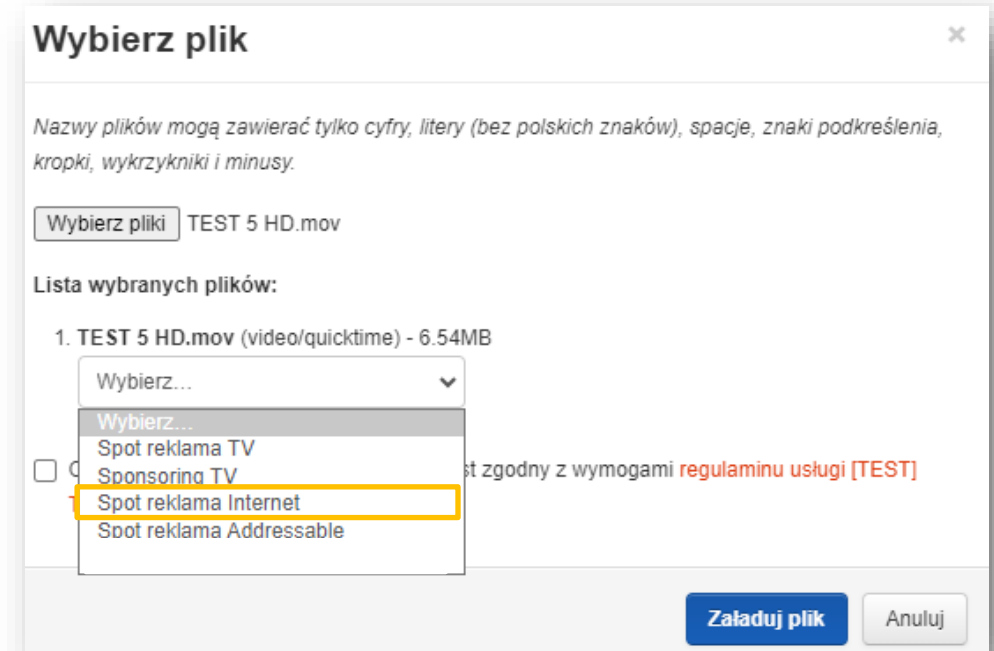 Wybierz plik
×
Nazwy plików mogą zawierać tylko cyfry, litery (bez polskich znaków), spacje, znaki podkreślenia,
kropki, wykrzykniki i minusy.
Wybierz pliki TEST 5 HD.mov
Lista wybranych plików:
1. TEST 5 HD.mov (video/quicktime) - 6.54MB
Wybierz...
Wybierz...
Spot reklama TV
Sponsoring TV
zgodny z wymogami regulaminu usługi [TEST]
Spot reklama Internet
Spot reklama Addressable
Załaduj plik
Anuluj